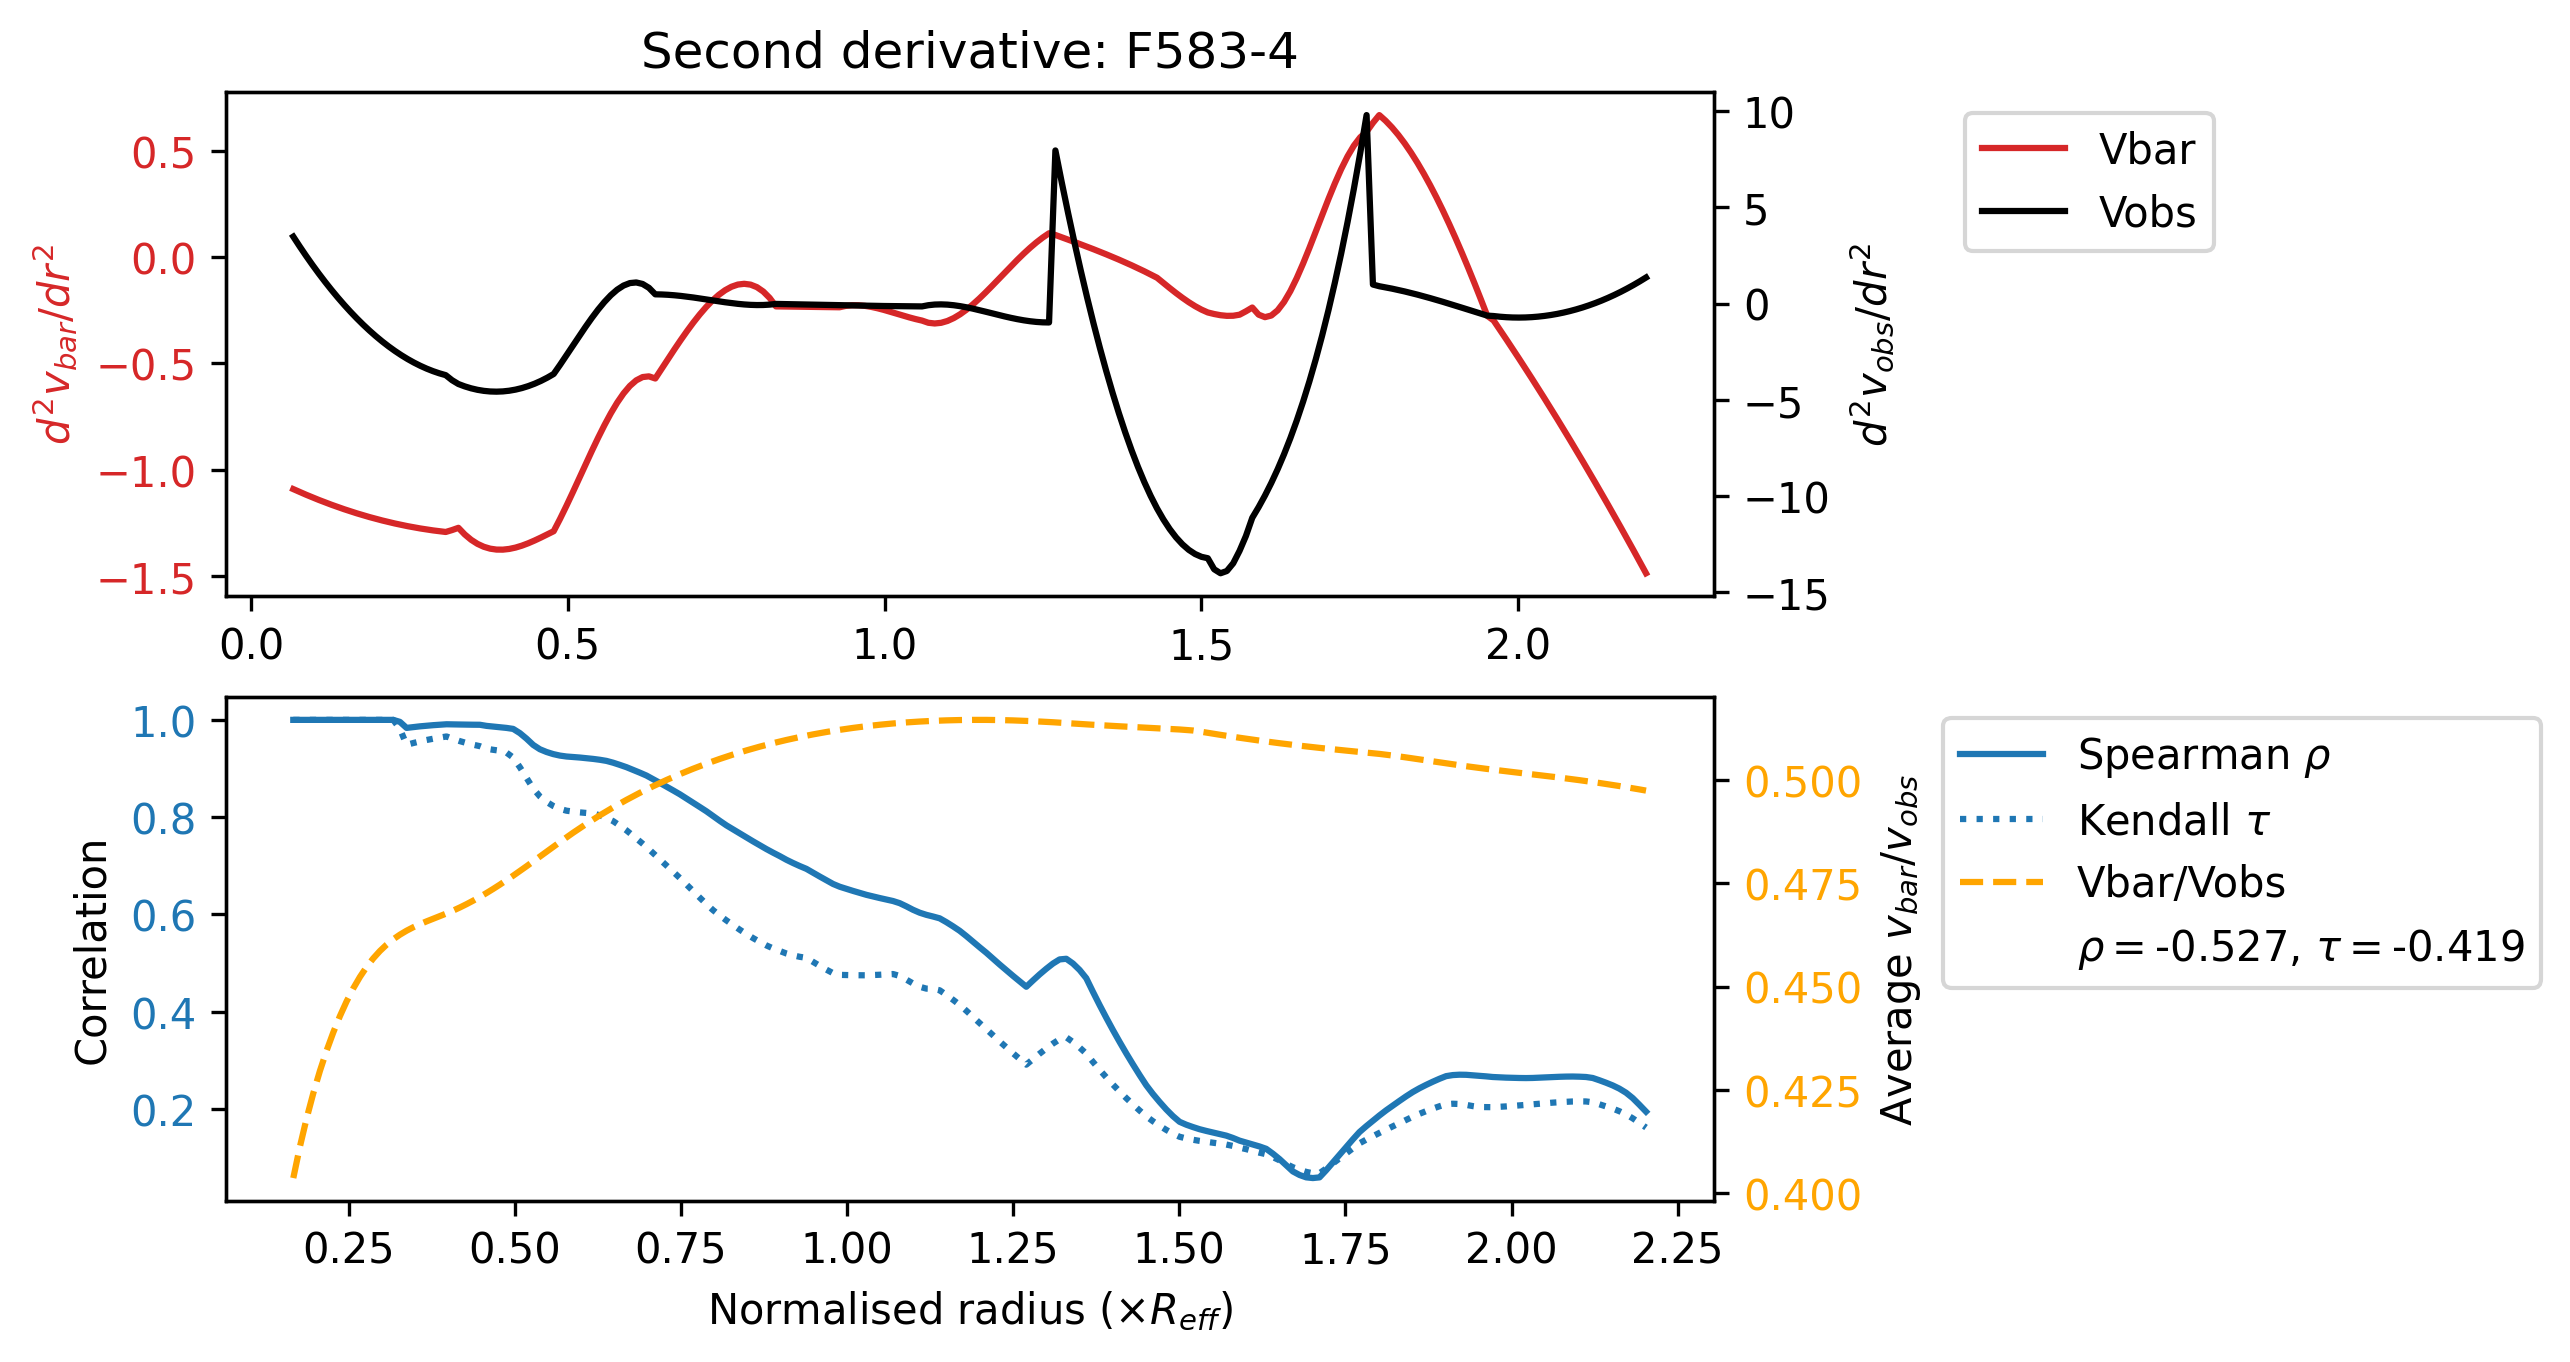 Second derivative: F583-4
0.5
0.0
−0.5
−1.0
−1.5
d²v_bar/dr²
10
5
0
−5
−10
−15
d²v_obs/dr²
Vbar
Vobs
0.0 0.5 1.0 1.5 2.0
1.0
0.8
0.6
0.4
0.2
Correlation
0.500
0.475
0.450
0.425
0.400
Average v_bar/v_obs
Spearman ρ
Kendall τ
Vbar/Vobs
ρ = -0.527, τ = -0.419
0.25 0.50 0.75 1.00 1.25 1.50 1.75 2.00 2.25
Normalised radius (×R_eff)